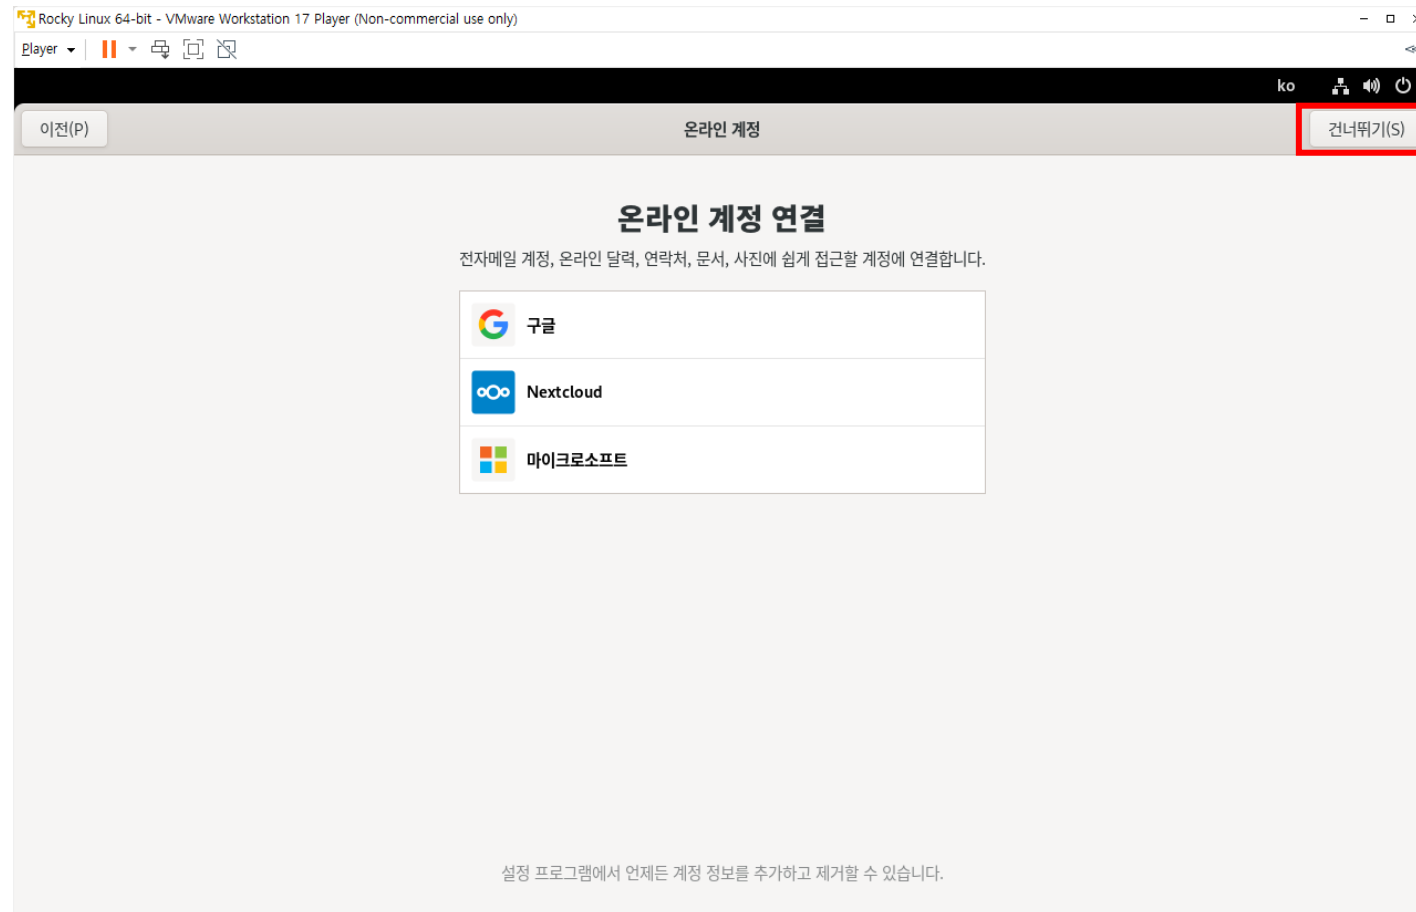 Rocky Linux 64-bit - VMware Workstation 17 Player (Non-commercial use only)
Player
ko
이전(P)
온라인 계정
건너뛰기(S)
온라인 계정 연결
전자메일 계정, 온라인 달력, 연락처, 문서, 사진에 쉽게 접근할 계정에 연결합니다.
구글
Nextcloud
마이크로소프트
설정 프로그램에서 언제든 계정 정보를 추가하고 제거할 수 있습니다.